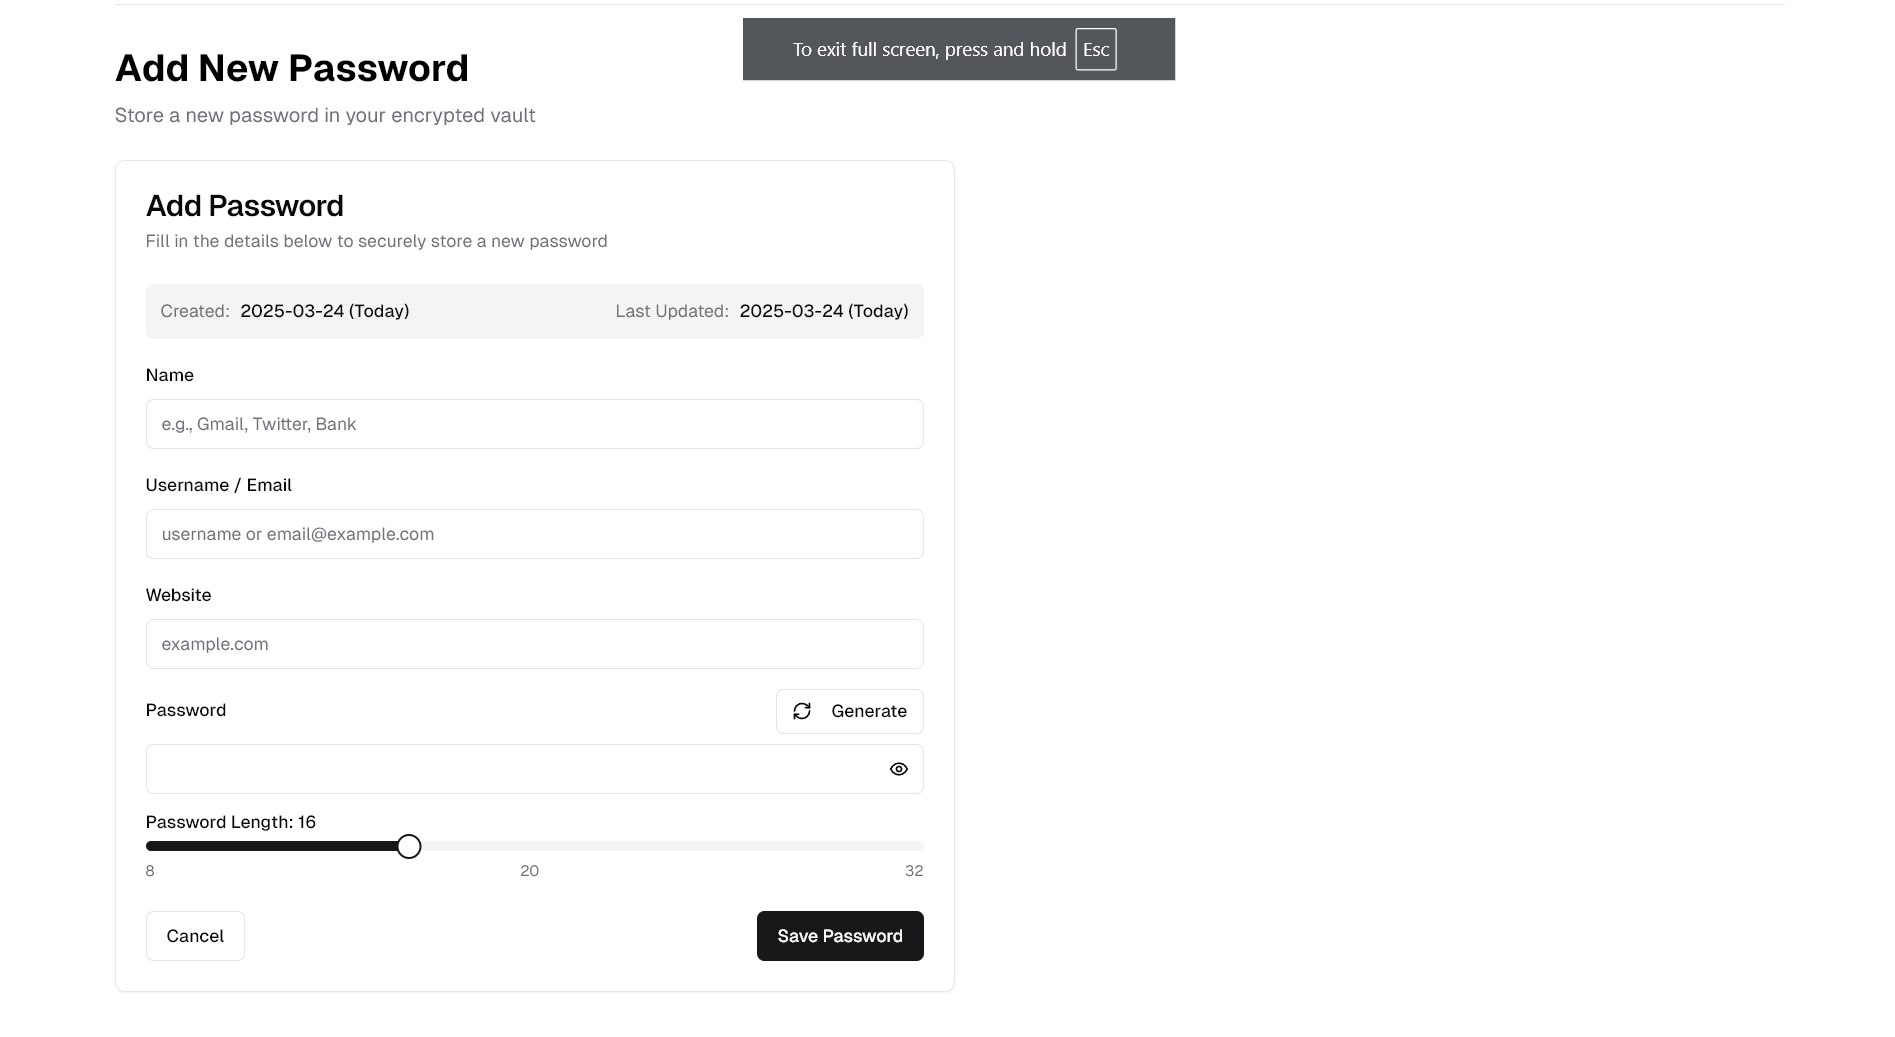 To exit full screen, press and hold Esc
Add New Password
Store a new password in your encrypted vault
Add Password
Fill in the details below to securely store a new password
Created: 2025-03-24 (Today) Last Updated: 2025-03-24 (Today)
Name
e.g., Gmail, Twitter, Bank
Username / Email
username or email@example.com
Website
example.com
Password Generate
Password Length: 16
8 20 32
Cancel Save Password